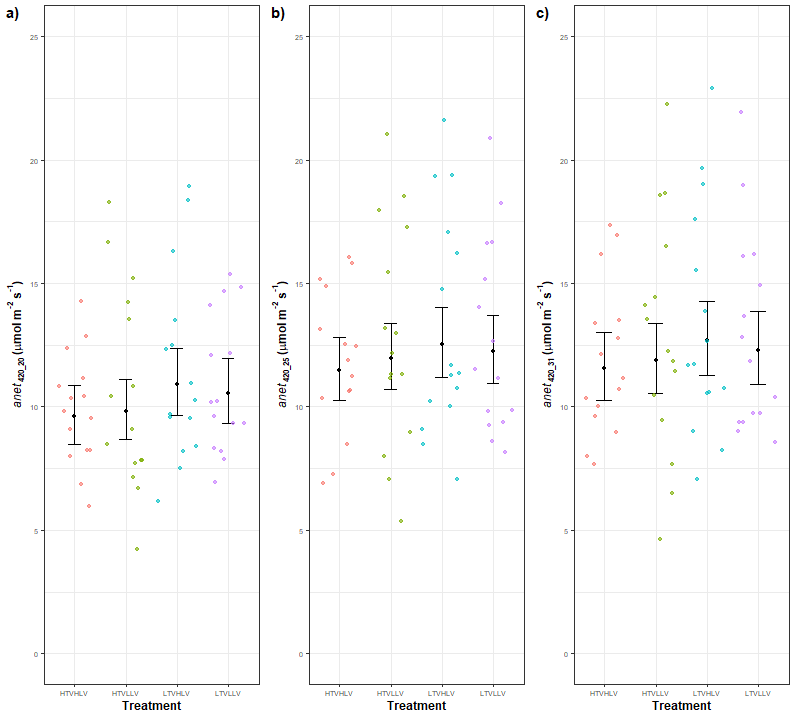 a)
anet420_20 (µmol m⁻² s⁻¹)
25
20
15
10
5
0
HTVHLV HTVLLV LTVHLV LTVLLV
Treatment
b)
anet420_25 (µmol m⁻² s⁻¹)
25
20
15
10
5
0
HTVHLV HTVLLV LTVHLV LTVLLV
Treatment
c)
anet420_31 (µmol m⁻² s⁻¹)
25
20
15
10
5
0
HTVHLV HTVLLV LTVHLV LTVLLV
Treatment